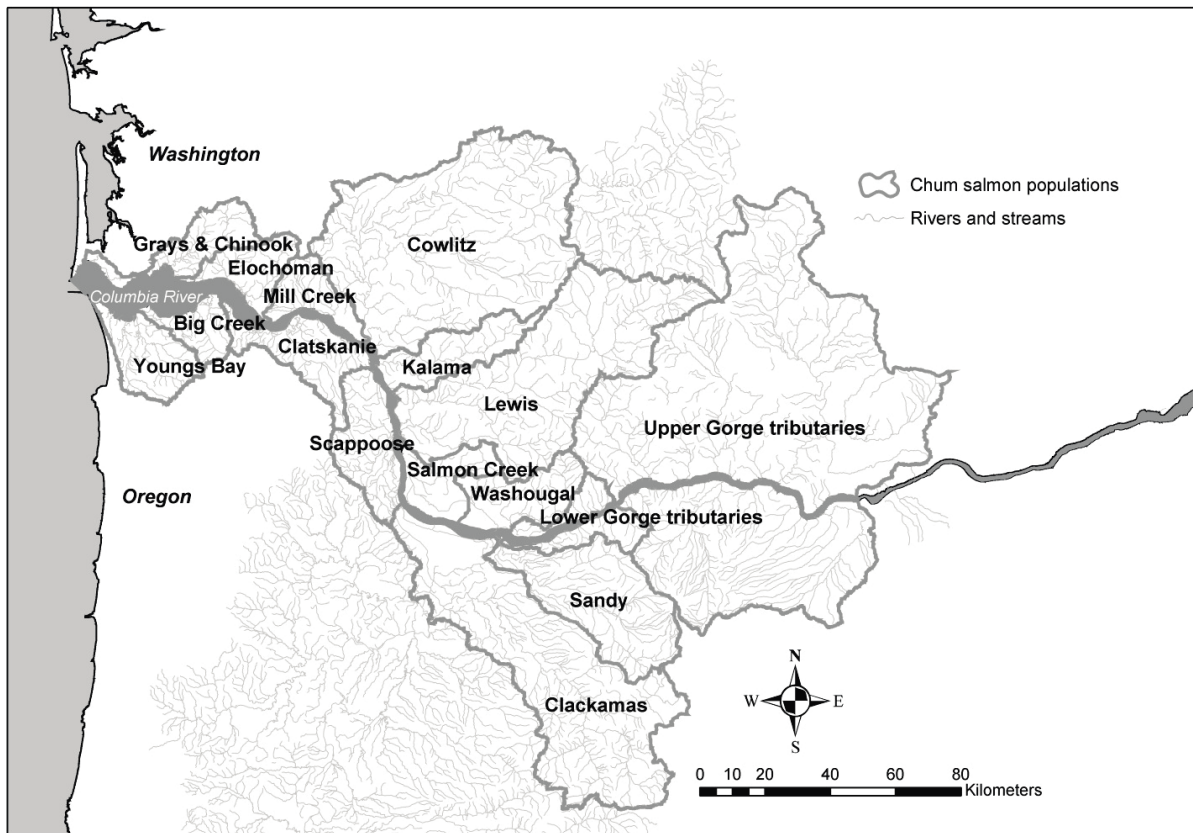 Washington
Chum salmon populations
Rivers and streams
Grays & Chinook
Cowlitz
Elochoman
Columbia River
Mill Creek
Big Creek
Clatskanie
Youngs Bay
Kalama
Lewis
Upper Gorge tributaries
Scappoose
Salmon Creek
Oregon
Washougal
Lower Gorge tributaries
Sandy
Clackamas
N
W E
S
0 10 20 40 60 80
Kilometers